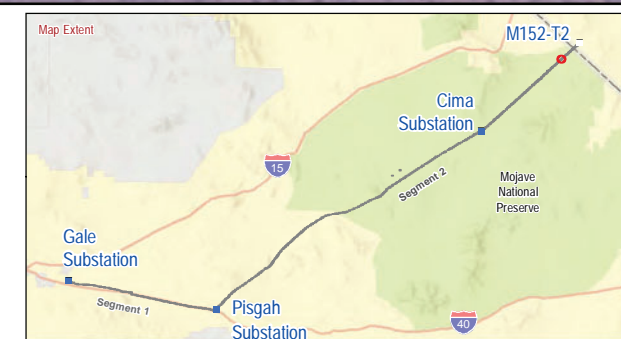 Map Extent
M152-T2
Cima
Substation
15
Segment 2
Mojave
National
Preserve
Gale
Substation
Segment 1
Pisgah
Substation
40